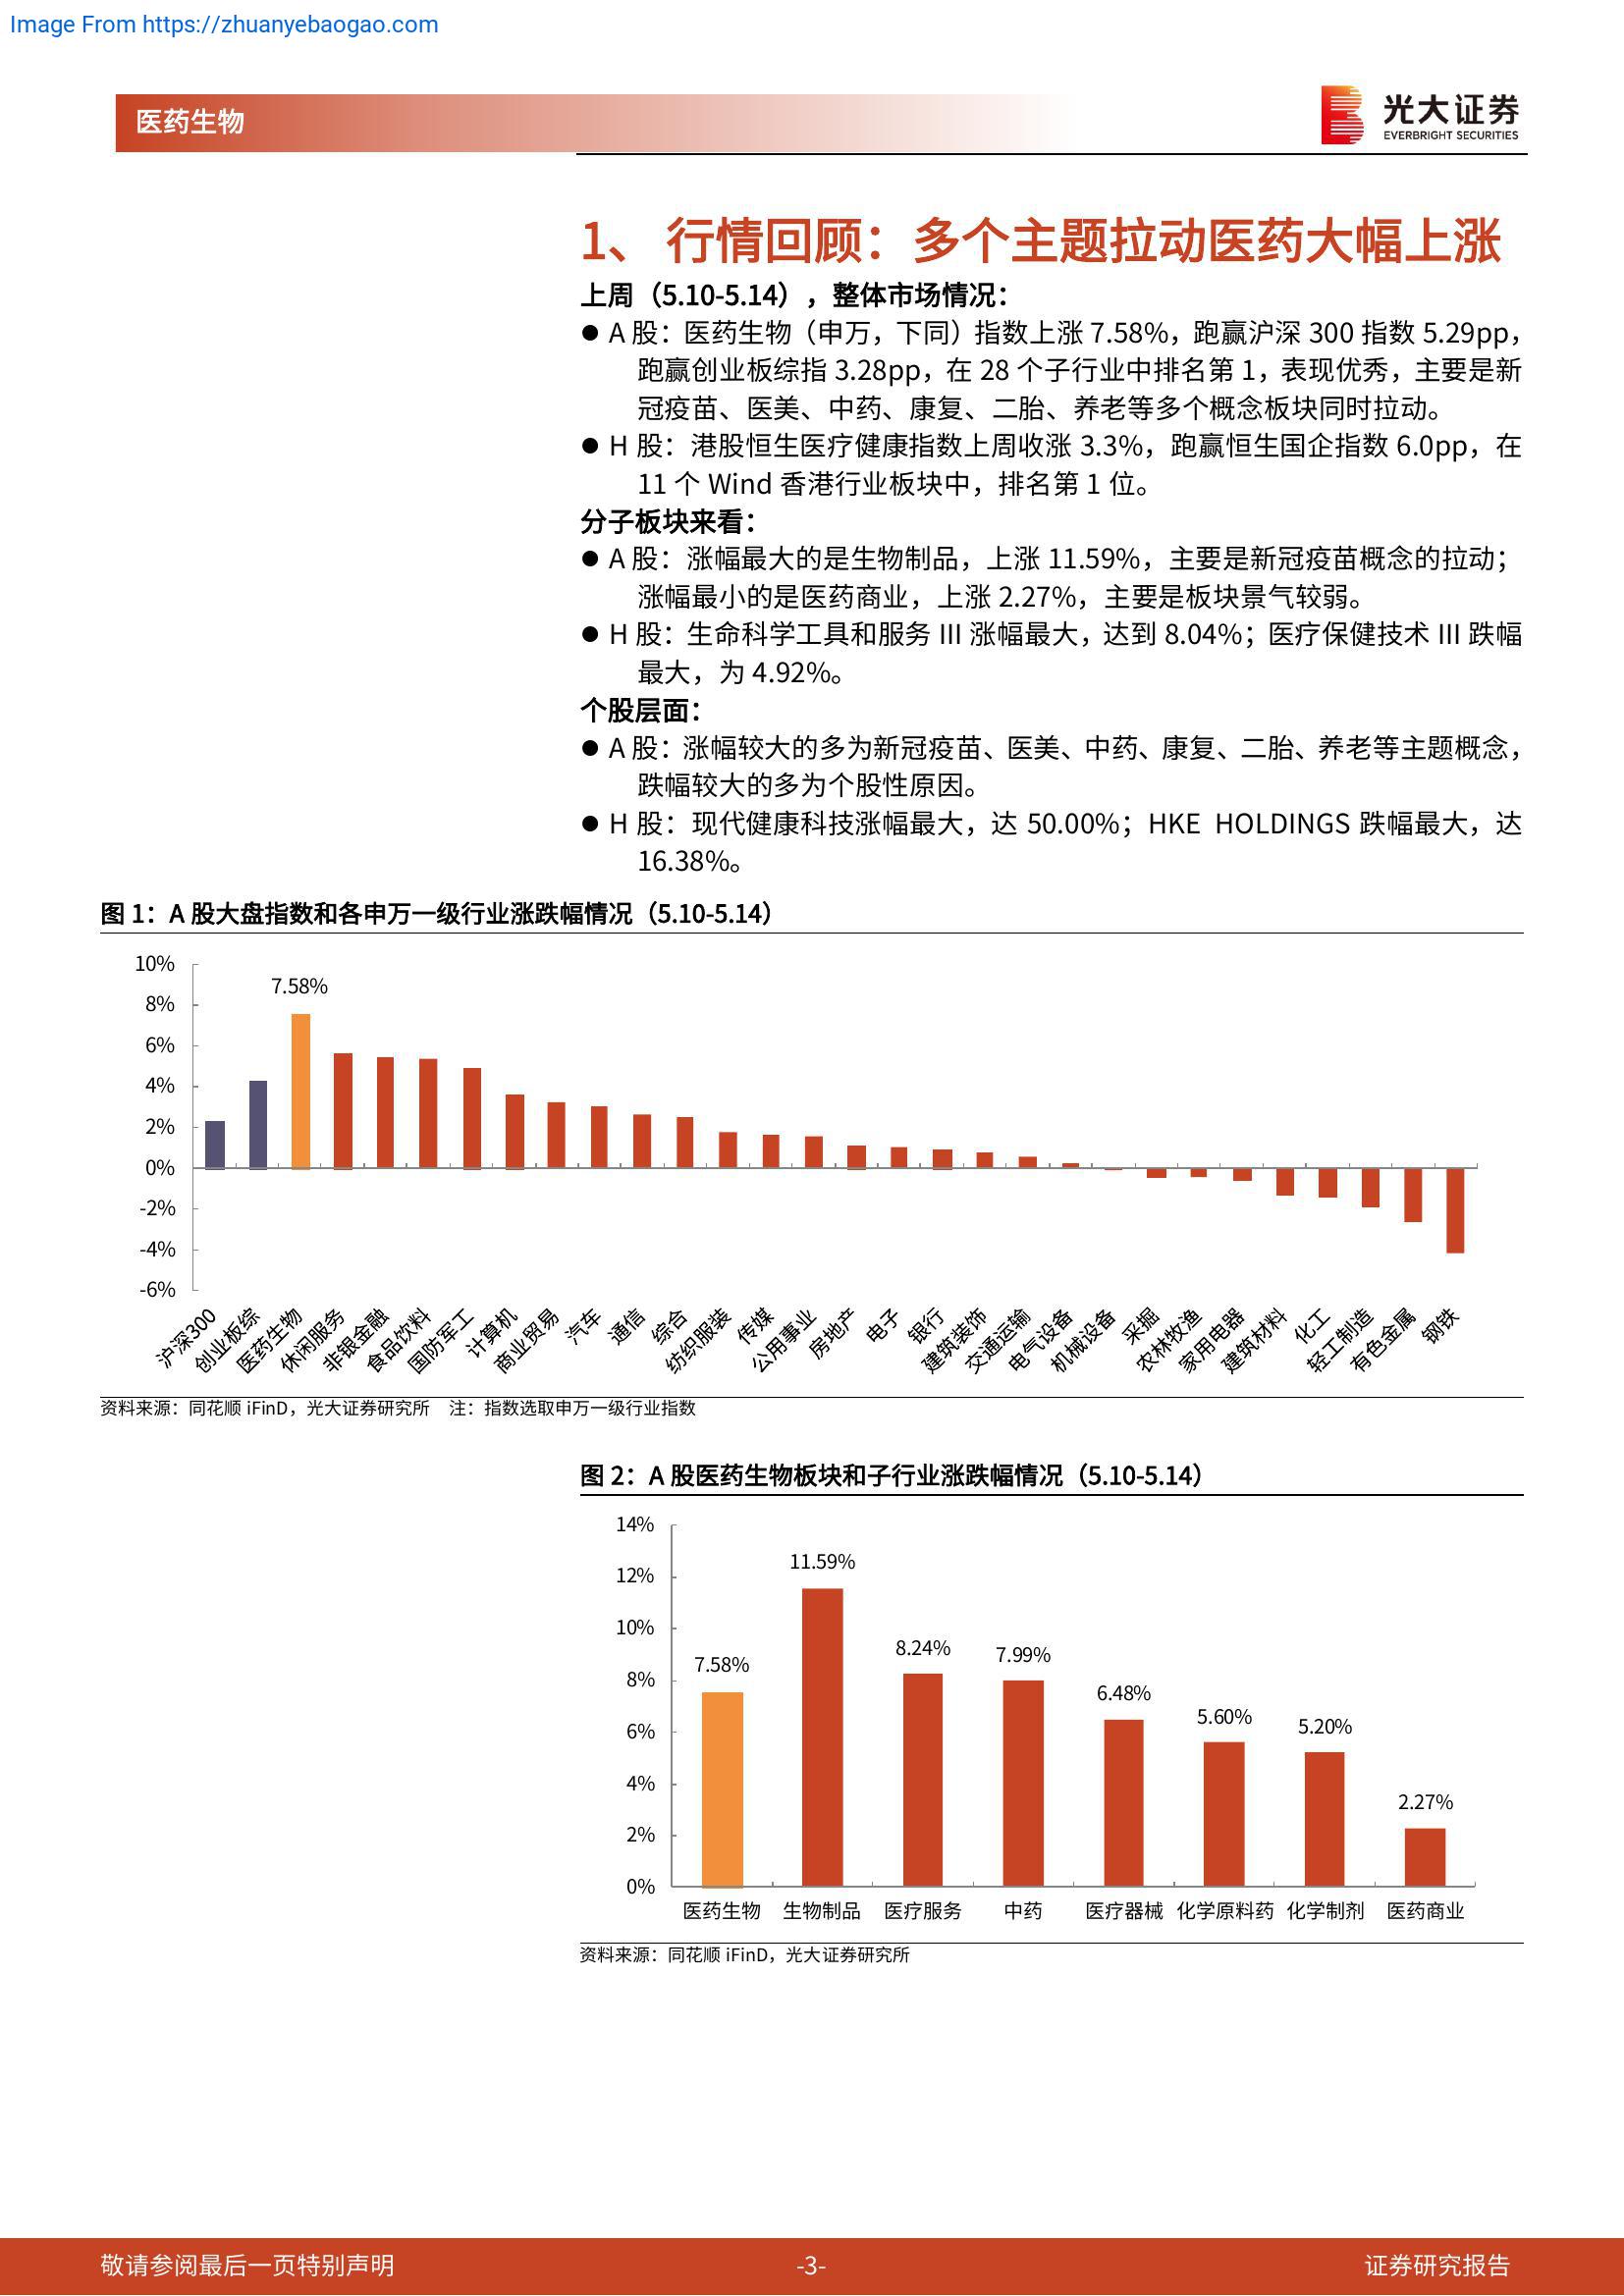 Image From https://zhuanyebaogao.com
医药生物
光大证券
EVERBRIGHT SECURITIES
1、 行情回顾：多个主题拉动医药大幅上涨
上周（5.10-5.14），整体市场情况：
● A 股：医药生物（申万，下同）指数上涨 7.58%，跑赢沪深 300 指数 5.29pp，
跑赢创业板综指 3.28pp，在 28 个子行业中排名第 1，表现优秀，主要是新
冠疫苗、医美、中药、康复、二胎、养老等多个概念板块同时拉动。
● H 股：港股恒生医疗健康指数上周收涨 3.3%，跑赢恒生国企指数 6.0pp，在
11 个 Wind 香港行业板块中，排名第 1 位。
分子板块来看：
● A 股：涨幅最大的是生物制品，上涨 11.59%，主要是新冠疫苗概念的拉动；
涨幅最小的是医药商业，上涨 2.27%，主要是板块景气较弱。
● H 股：生命科学工具和服务 III 涨幅最大，达到 8.04%；医疗保健技术 III 跌幅
最大，为 4.92%。
个股层面：
● A 股：涨幅较大的多为新冠疫苗、医美、中药、康复、二胎、养老等主题概念，
跌幅较大的多为个股性原因。
● H 股：现代健康科技涨幅最大，达 50.00%；HKE HOLDINGS 跌幅最大，达
16.38%。
图 1：A 股大盘指数和各申万一级行业涨跌幅情况（5.10-5.14）
10%
8%
6%
4%
2%
0%
-2%
-4%
-6%
7.58%
沪深300
创业板综
医药生物
休闲服务
非银金融
食品饮料
国防军工
计算机
商业贸易
汽车
通信
综合
纺织服装
传媒
公用事业
房地产
电子
银行
建筑装饰
交通运输
电气设备
机械设备
采掘
农林牧渔
家用电器
建筑材料
化工
轻工制造
有色金属
钢铁
资料来源：同花顺 iFinD，光大证券研究所 注：指数选取申万一级行业指数
图 2：A 股医药生物板块和子行业涨跌幅情况（5.10-5.14）
14%
12%
10%
8%
6%
4%
2%
0%
7.58%
11.59%
8.24%
7.99%
6.48%
5.60%
5.20%
2.27%
医药生物
生物制品
医疗服务
中药
医疗器械
化学原料药
化学制剂
医药商业
资料来源：同花顺 iFinD，光大证券研究所
敬请参阅最后一页特别声明
-3-
证券研究报告